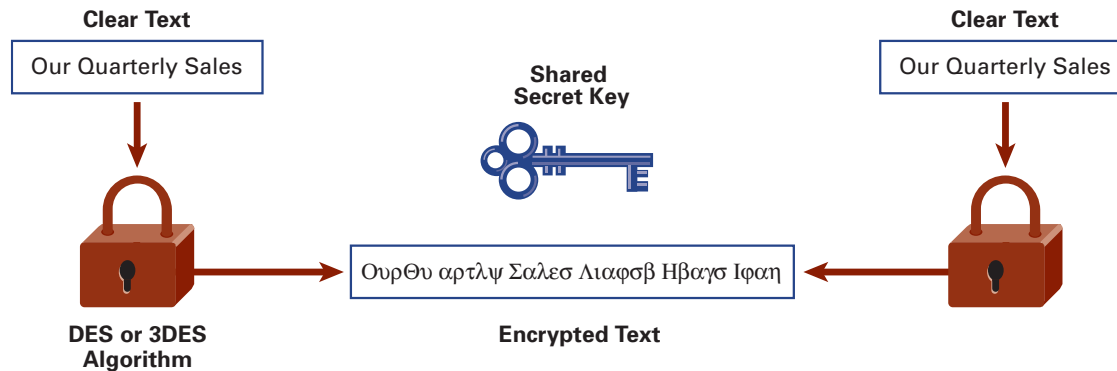 Clear Text
Our Quarterly Sales
Shared
Secret Key
Clear Text
Our Quarterly Sales
ΟυρΘυ αρτλψ Σαλεσ Λιαφσβ Ηβαγσ Ιφαη
DES or 3DES
Algorithm
Encrypted Text